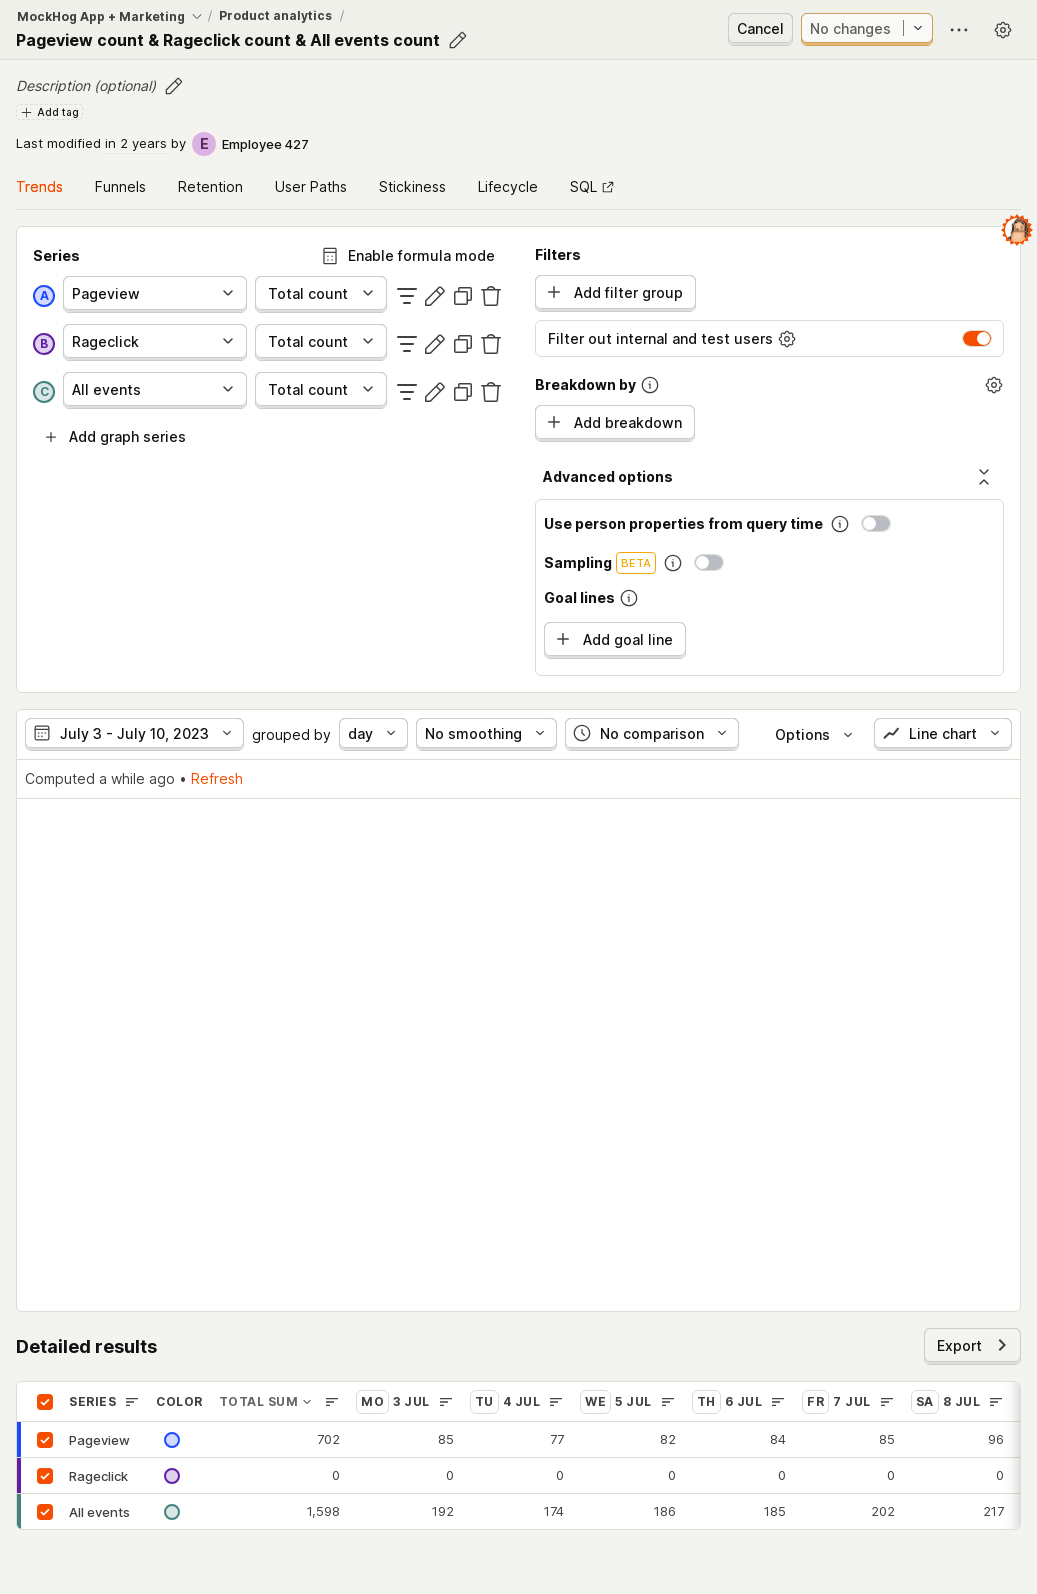 MockHog App + Marketing / Product analytics /
Pageview count & Rageclick count & All events count
Cancel
No changes
Description (optional)
Add tag
Last modified in 2 years by E Employee 427
Trends Funnels Retention User Paths Stickiness Lifecycle SQL
Series
Enable formula mode
A Pageview Total count
B Rageclick Total count
C All events Total count
Add graph series
Filters
Add filter group
Filter out internal and test users
Breakdown by
Add breakdown
Advanced options
Use person properties from query time
Sampling BETA
Goal lines
Add goal line
July 3 - July 10, 2023 grouped by day No smoothing No comparison Options Line chart
Computed a while ago • Refresh
Detailed results
Export
SERIES COLOR TOTAL SUM MO 3 JUL TU 4 JUL WE 5 JUL TH 6 JUL FR 7 JUL SA 8 JUL
Pageview 702 85 77 82 84 85 96
Rageclick 0 0 0 0 0 0 0
All events 1,598 192 174 186 185 202 217